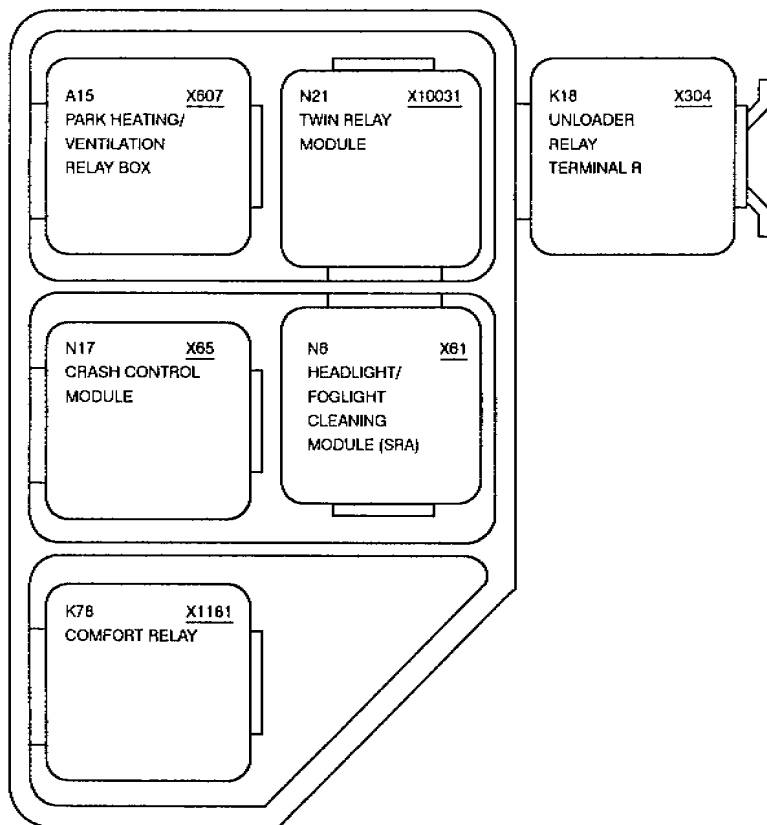 A15 X607
PARK HEATING/
VENTILATION
RELAY BOX
N21 X10031
TWIN RELAY
MODULE
K18 X304
UNLOADER
RELAY
TERMINAL R
N17 X65
CRASH CONTROL
MODULE
N6 X61
HEADLIGHT/
FOGLIGHT
CLEANING
MODULE (SRA)
K78 X1161
COMFORT RELAY